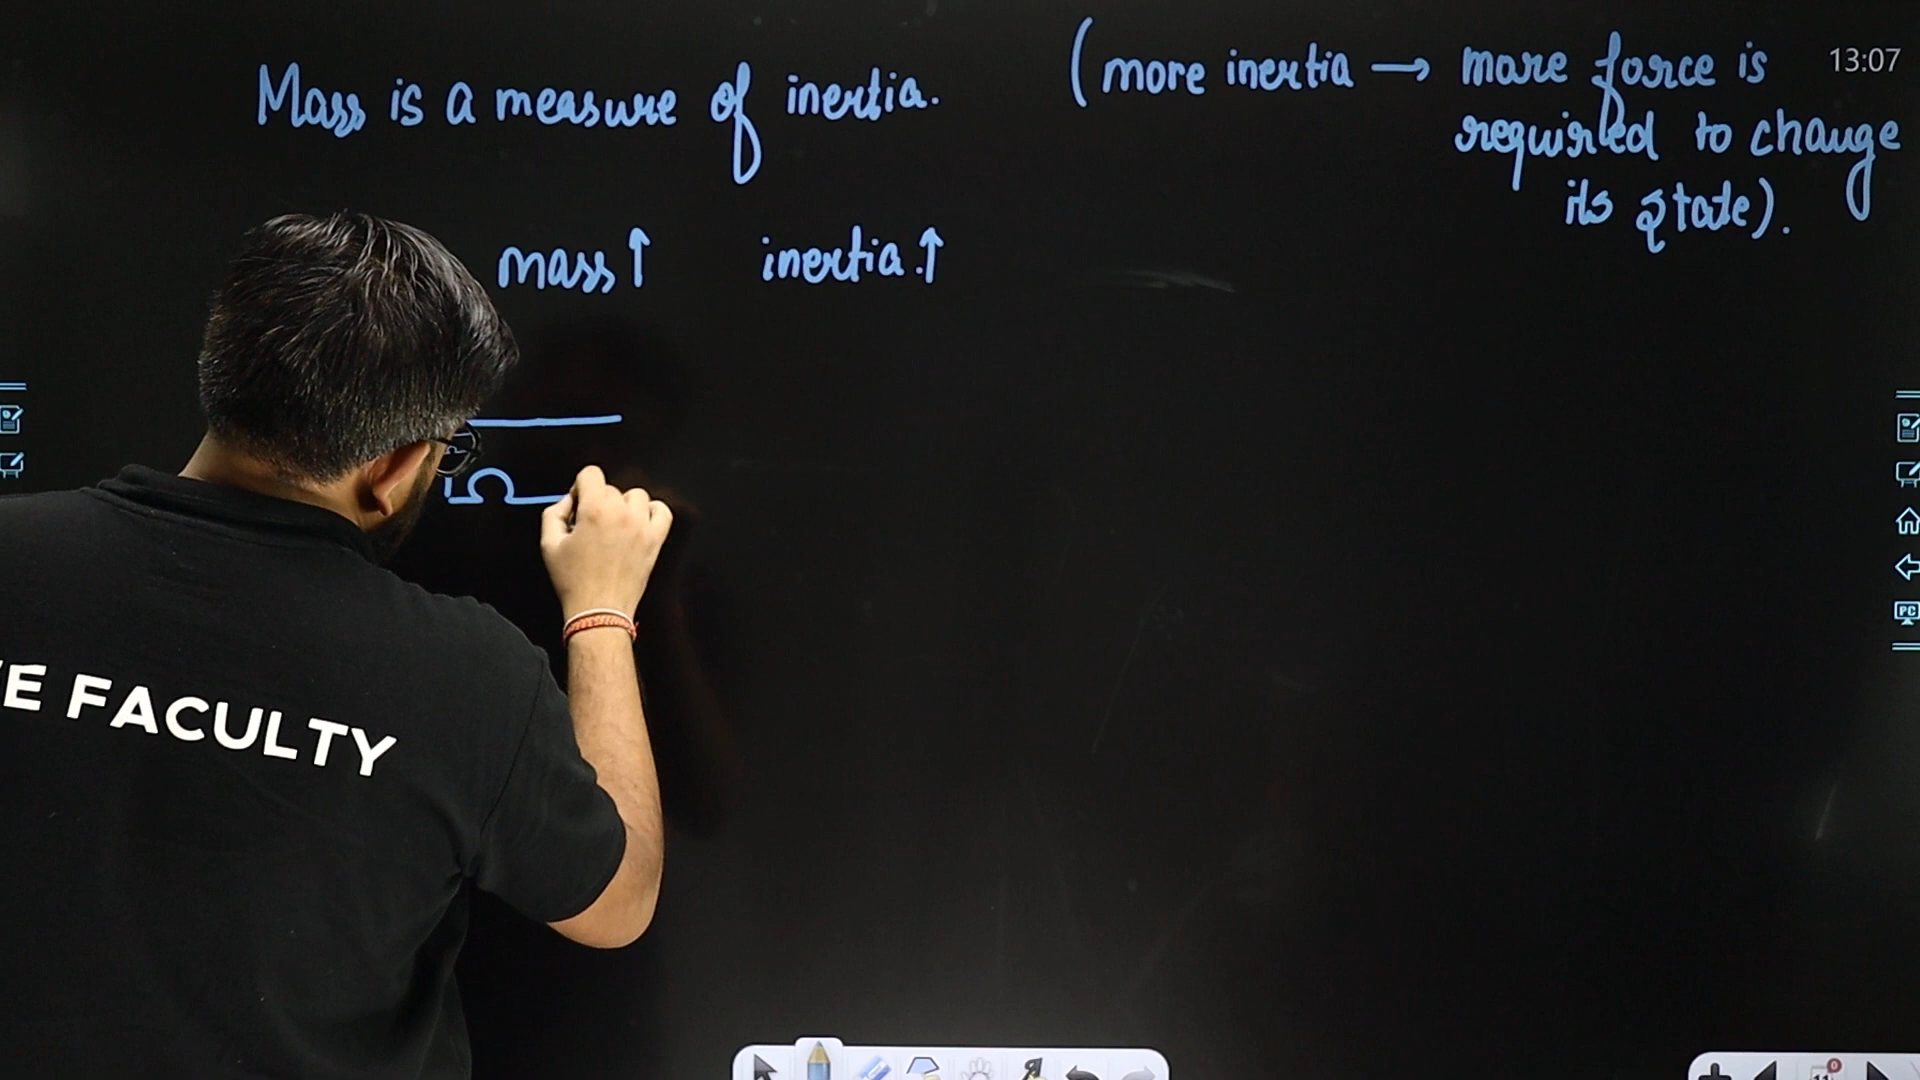 Mass is a measure of inertia.
(more inertia → more force is
required to change
its state).
13:07
mass↑ inertia.↑
E FACULTY
PC